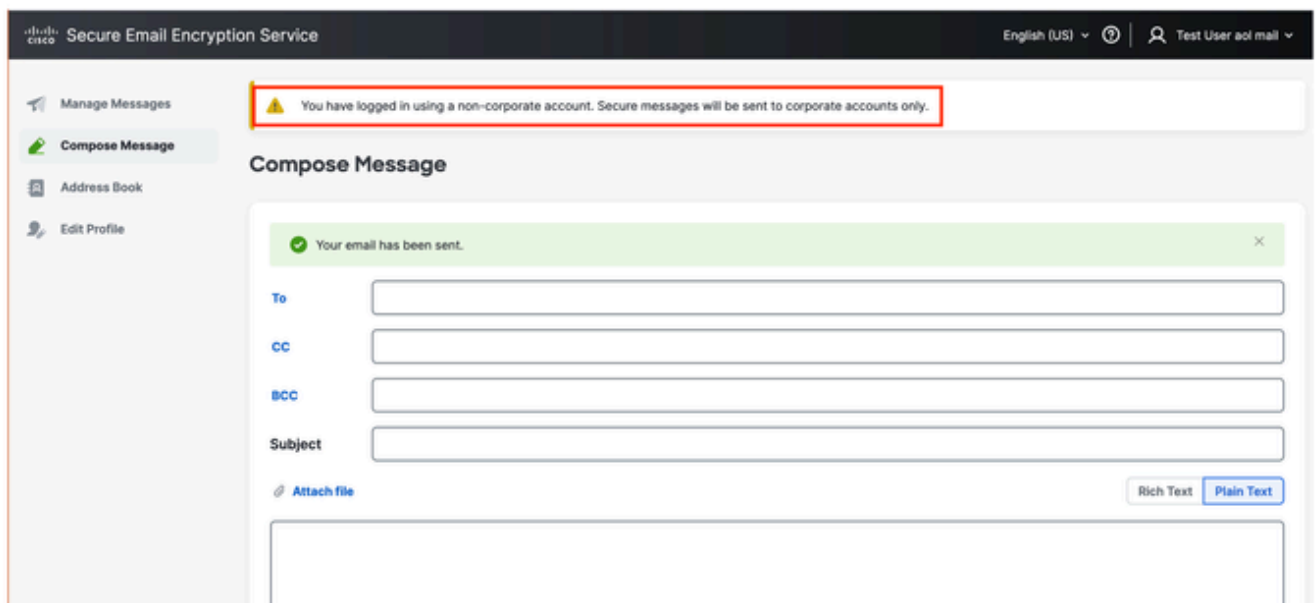 cisco Secure Email Encryption Service
English (US)
Test User aol mail
Manage Messages
Compose Message
Address Book
Edit Profile
You have logged in using a non-corporate account. Secure messages will be sent to corporate accounts only.
Compose Message
Your email has been sent.
To
CC
BCC
Subject
Attach file
Rich Text
Plain Text